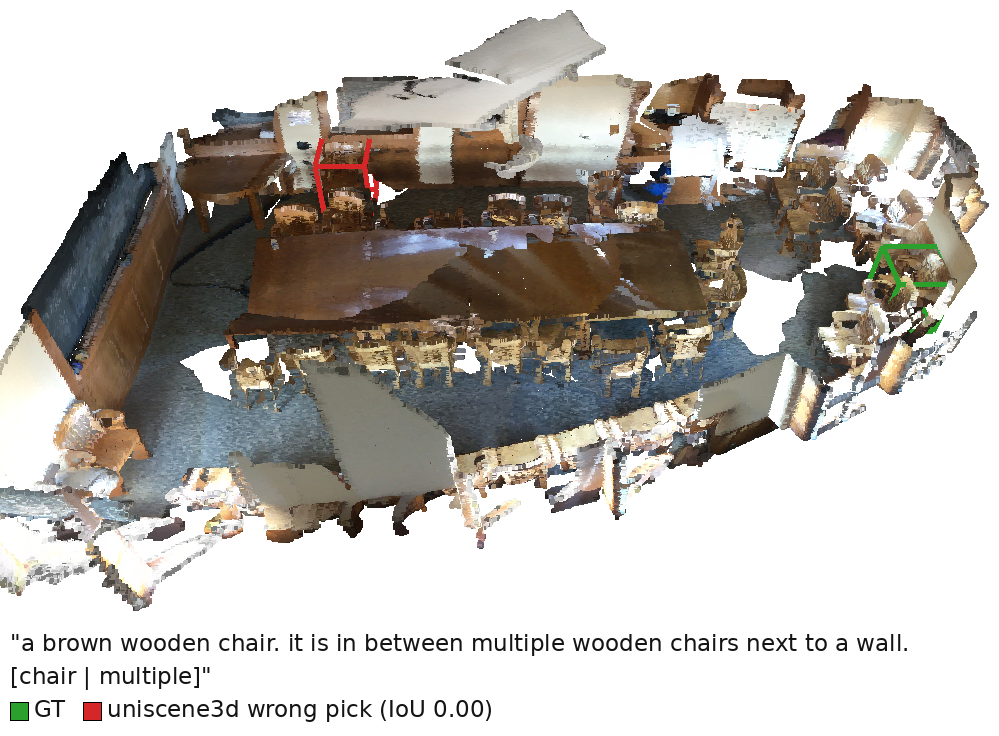 "a brown wooden chair. it is in between multiple wooden chairs next to a wall.
[chair | multiple]"
GT uniscene3d wrong pick (IoU 0.00)